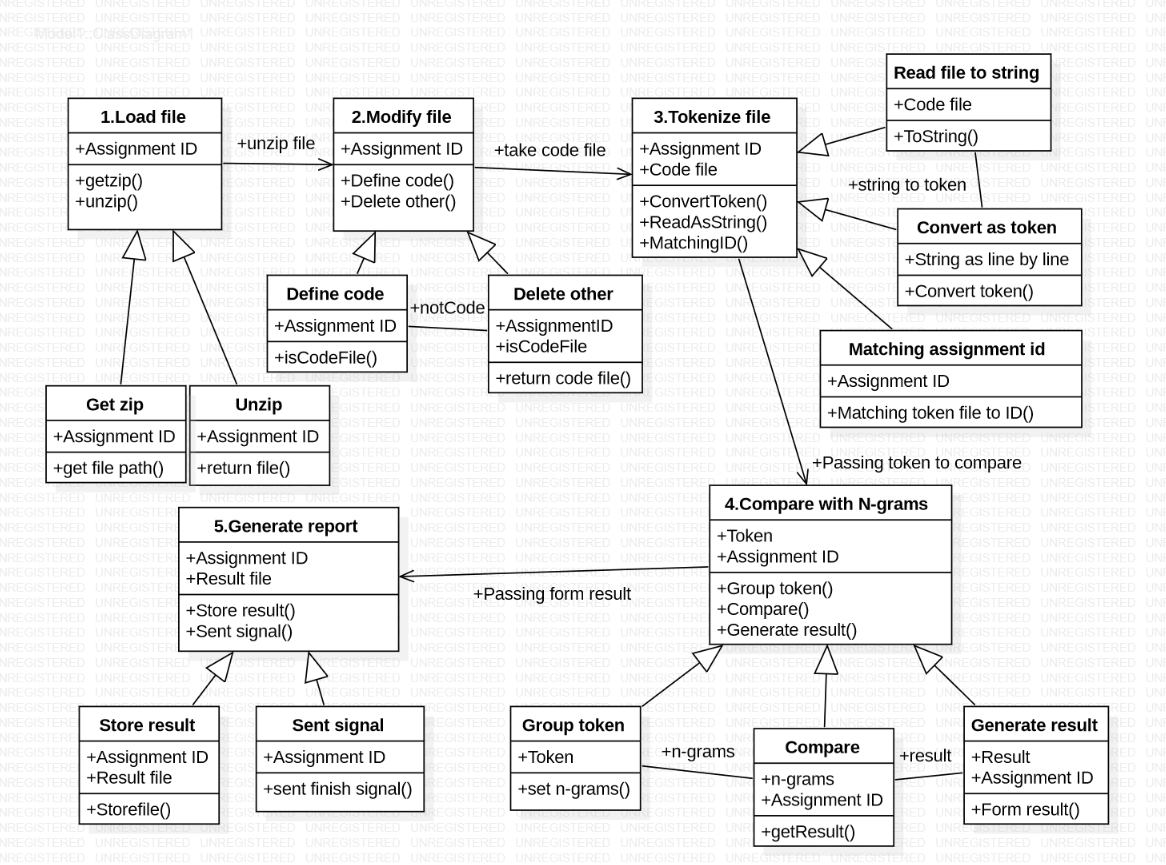 Model1::ClassDiagram1
1.Load file
+Assignment ID
+getzip()
+unzip()
+unzip file
2.Modify file
+Assignment ID
+Define code()
+Delete other()
+take code file
3.Tokenize file
+Assignment ID
+Code file
+ConvertToken()
+ReadAsString()
+MatchingID()
Read file to string
+Code file
+ToString()
+string to token
Convert as token
+String as line by line
+Convert token()
Define code
+Assignment ID
+isCodeFile()
+notCode
Delete other
+AssignmentID
+isCodeFile
+return code file()
Matching assignment id
+Assignment ID
+Matching token file to ID()
Get zip
+Assignment ID
+get file path()
Unzip
+Assignment ID
+return file()
+Passing token to compare
4.Compare with N-grams
+Token
+Assignment ID
+Group token()
+Compare()
+Generate result()
+Passing form result
5.Generate report
+Assignment ID
+Result file
+Store result()
+Sent signal()
Store result
+Assignment ID
+Result file
+Storefile()
Sent signal
+Assignment ID
+sent finish signal()
Group token
+Token
+set n-grams()
+n-grams
Compare
+n-grams
+Assignment ID
+getResult()
+result
Generate result
+Result
+Assignment ID
+Form result()
UNREGISTERED